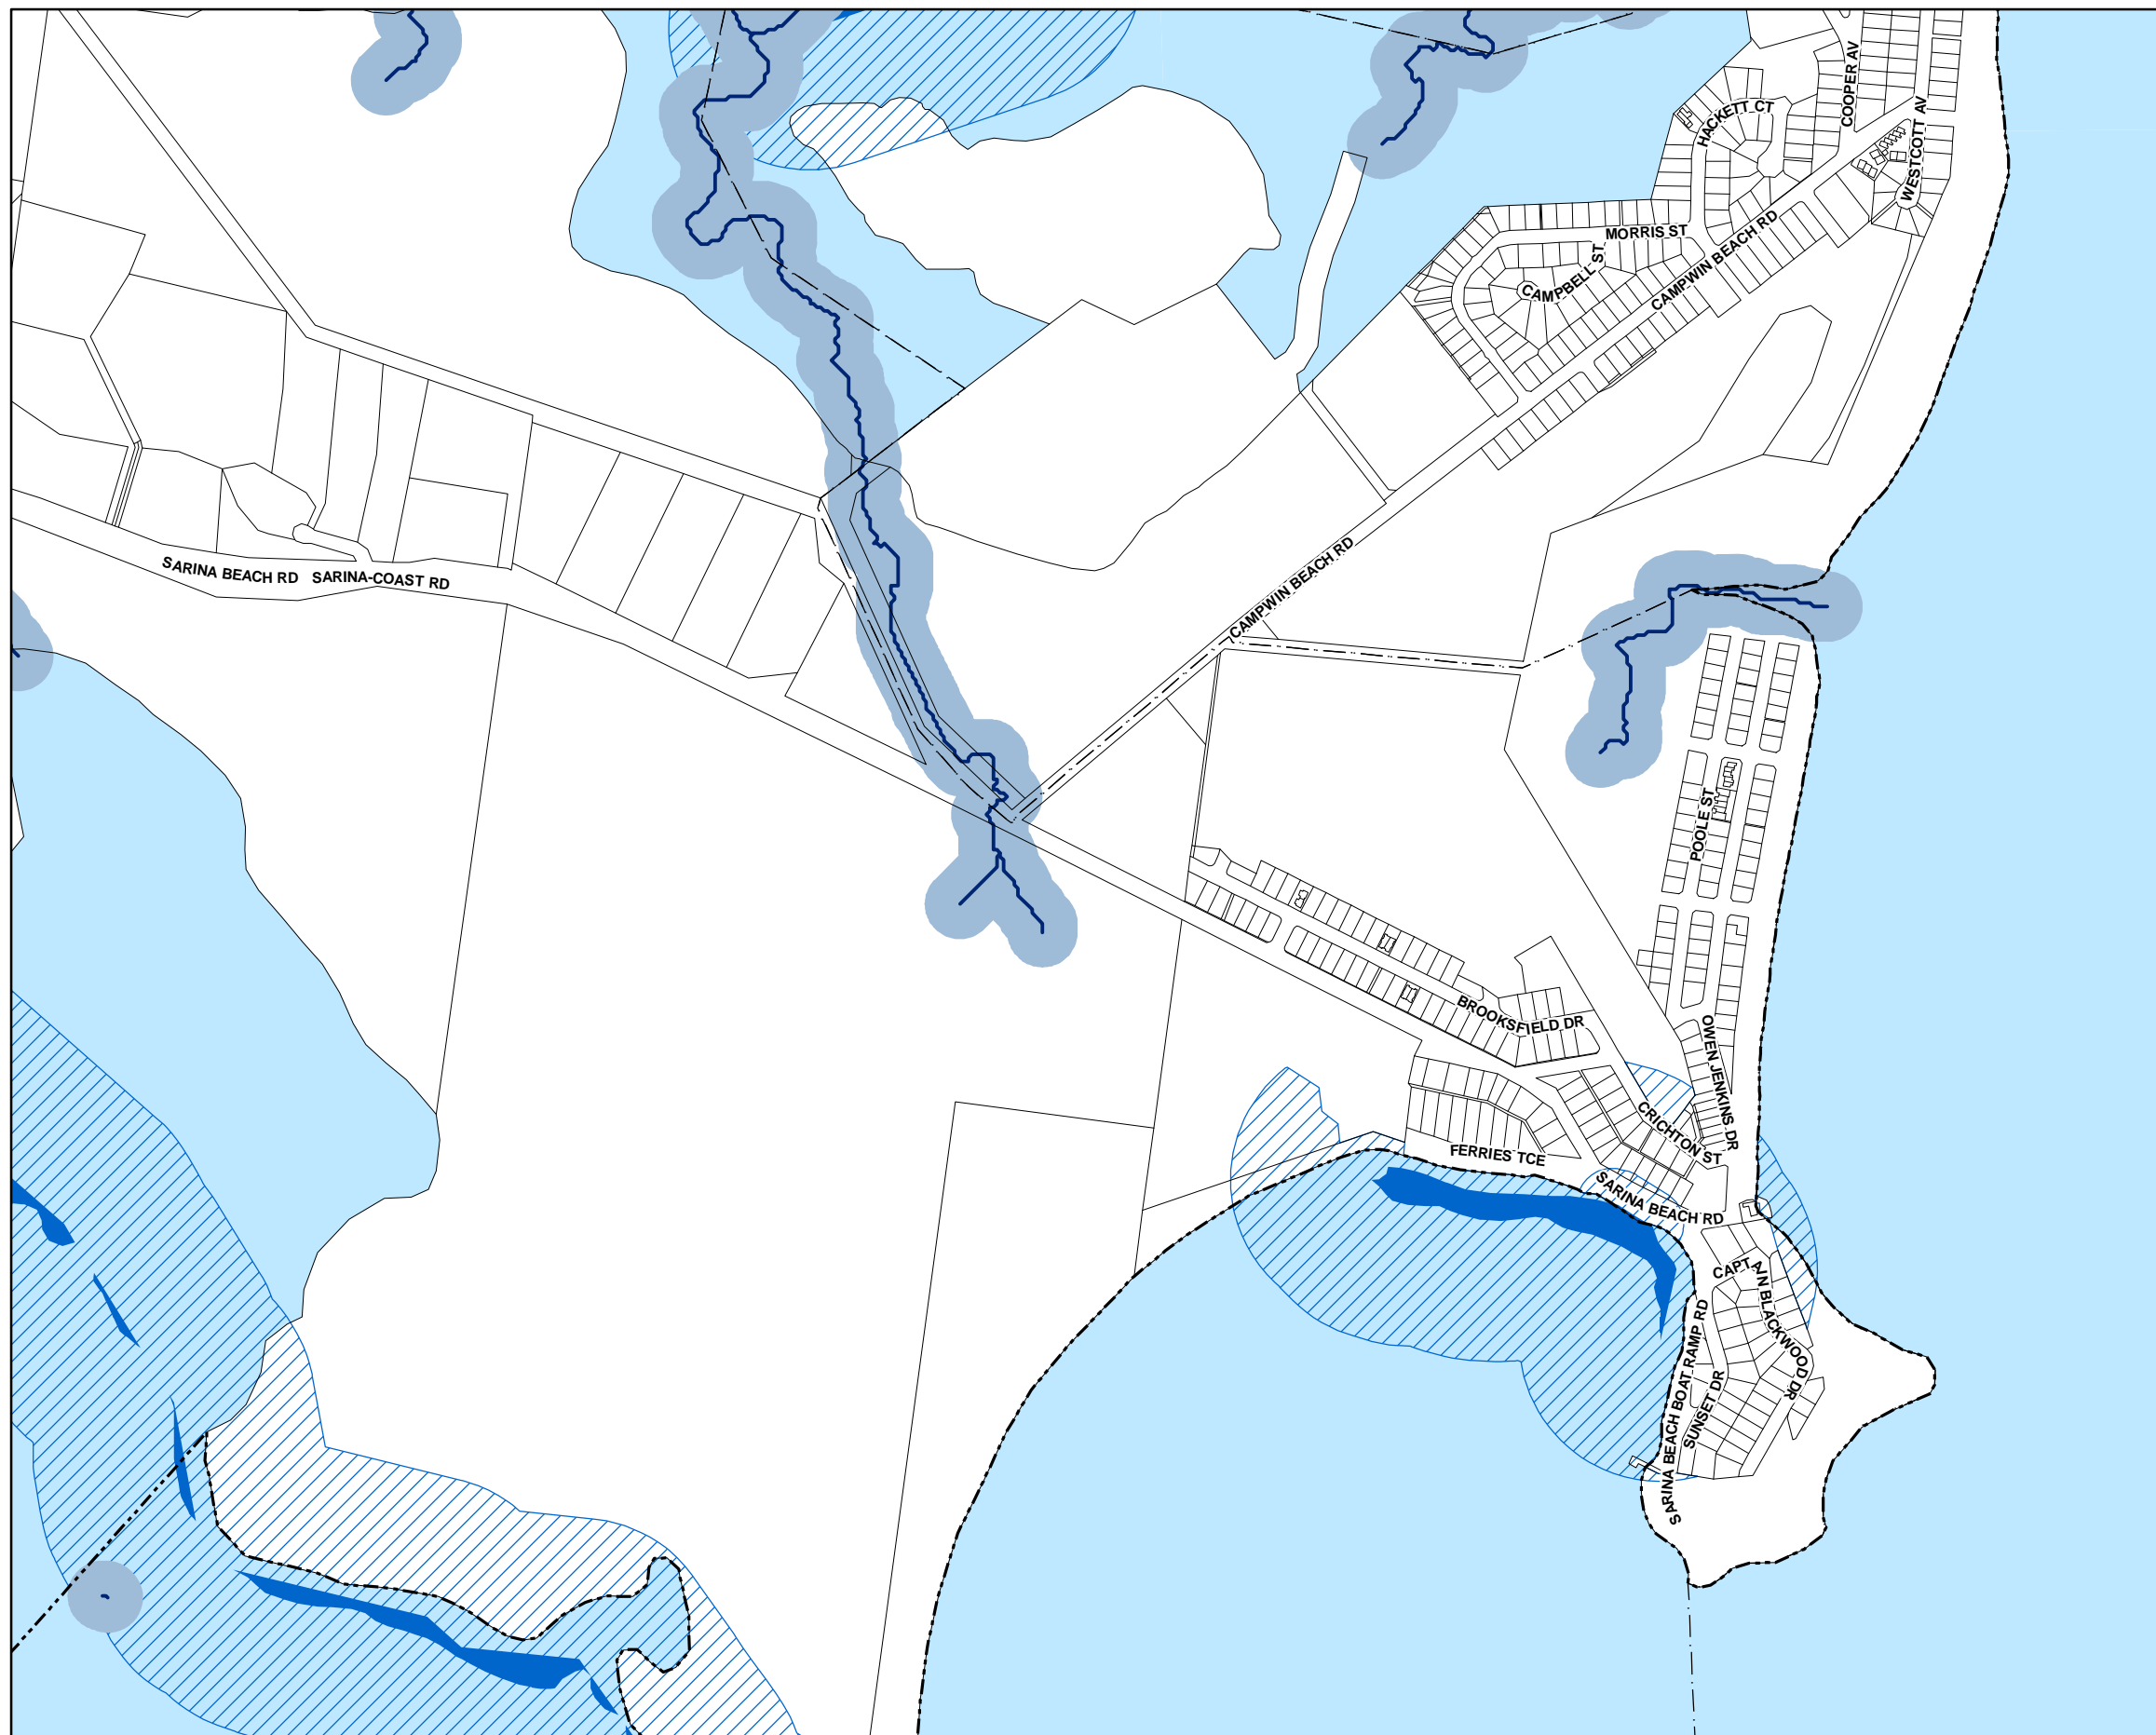 COOPER AV
HACKETT CT
WESTCOTT AV
MORRIS ST
CAMPBELL ST
CAMPWIN BEACH RD
CAMPWIN BEACH RD
SARINA BEACH RD
SARINA-COAST RD
POOLE ST
BROOKSFIELD DR
OWEN JENKINS DR
CRICHTON ST
FERRIES TCE
SARINA BEACH RD
CAPTAIN BLACKWOOD DR
SARINA BEACH BOAT RAMP RD
SUNSET DR